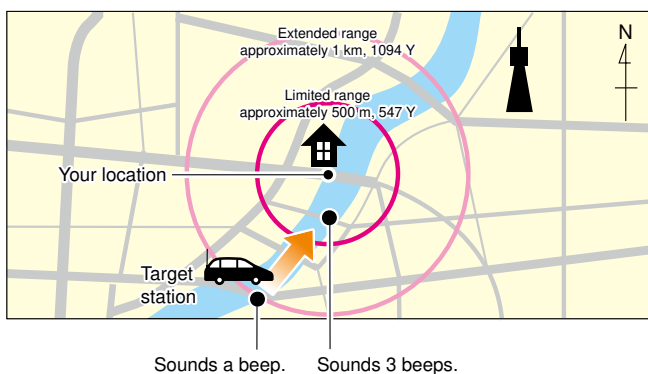 Extended range
approximately 1 km, 1094 Y
N
Limited range
approximately 500 m, 547 Y
Your location
Target
station
Sounds a beep.
Sounds 3 beeps.